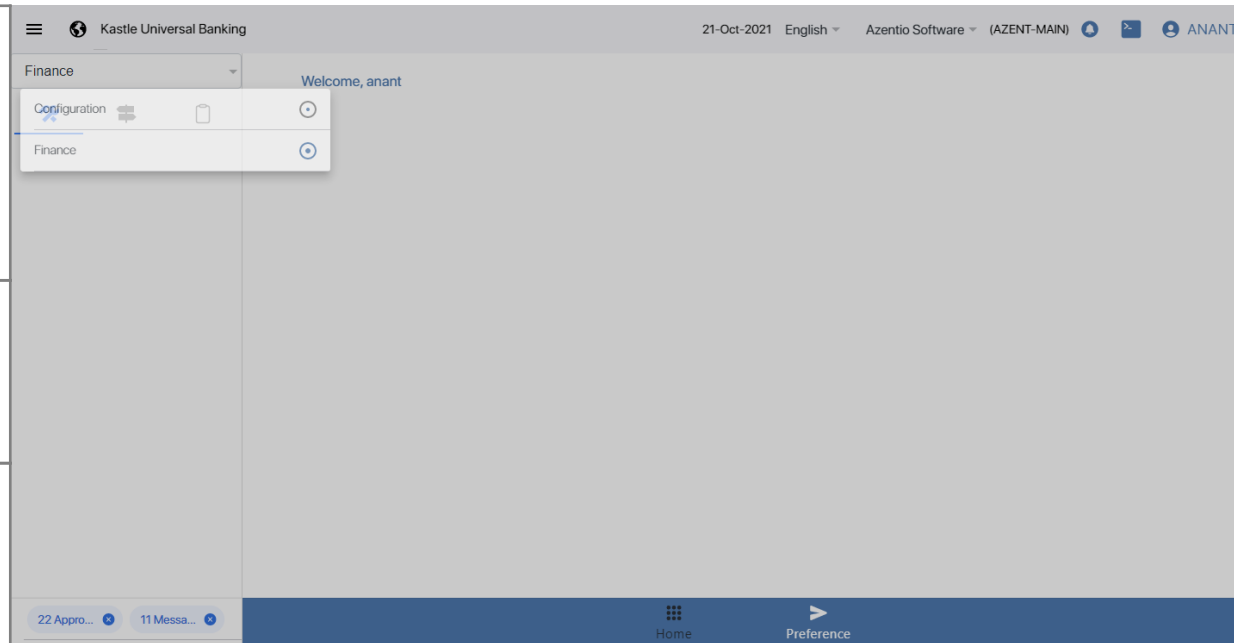 Kastle Universal Banking 21-Oct-2021 English Azentio Software (AZENT-MAIN) ANANT
Finance
Welcome, anant
Configuration
Finance
22 Appro... 11 Messa...
Home Preference